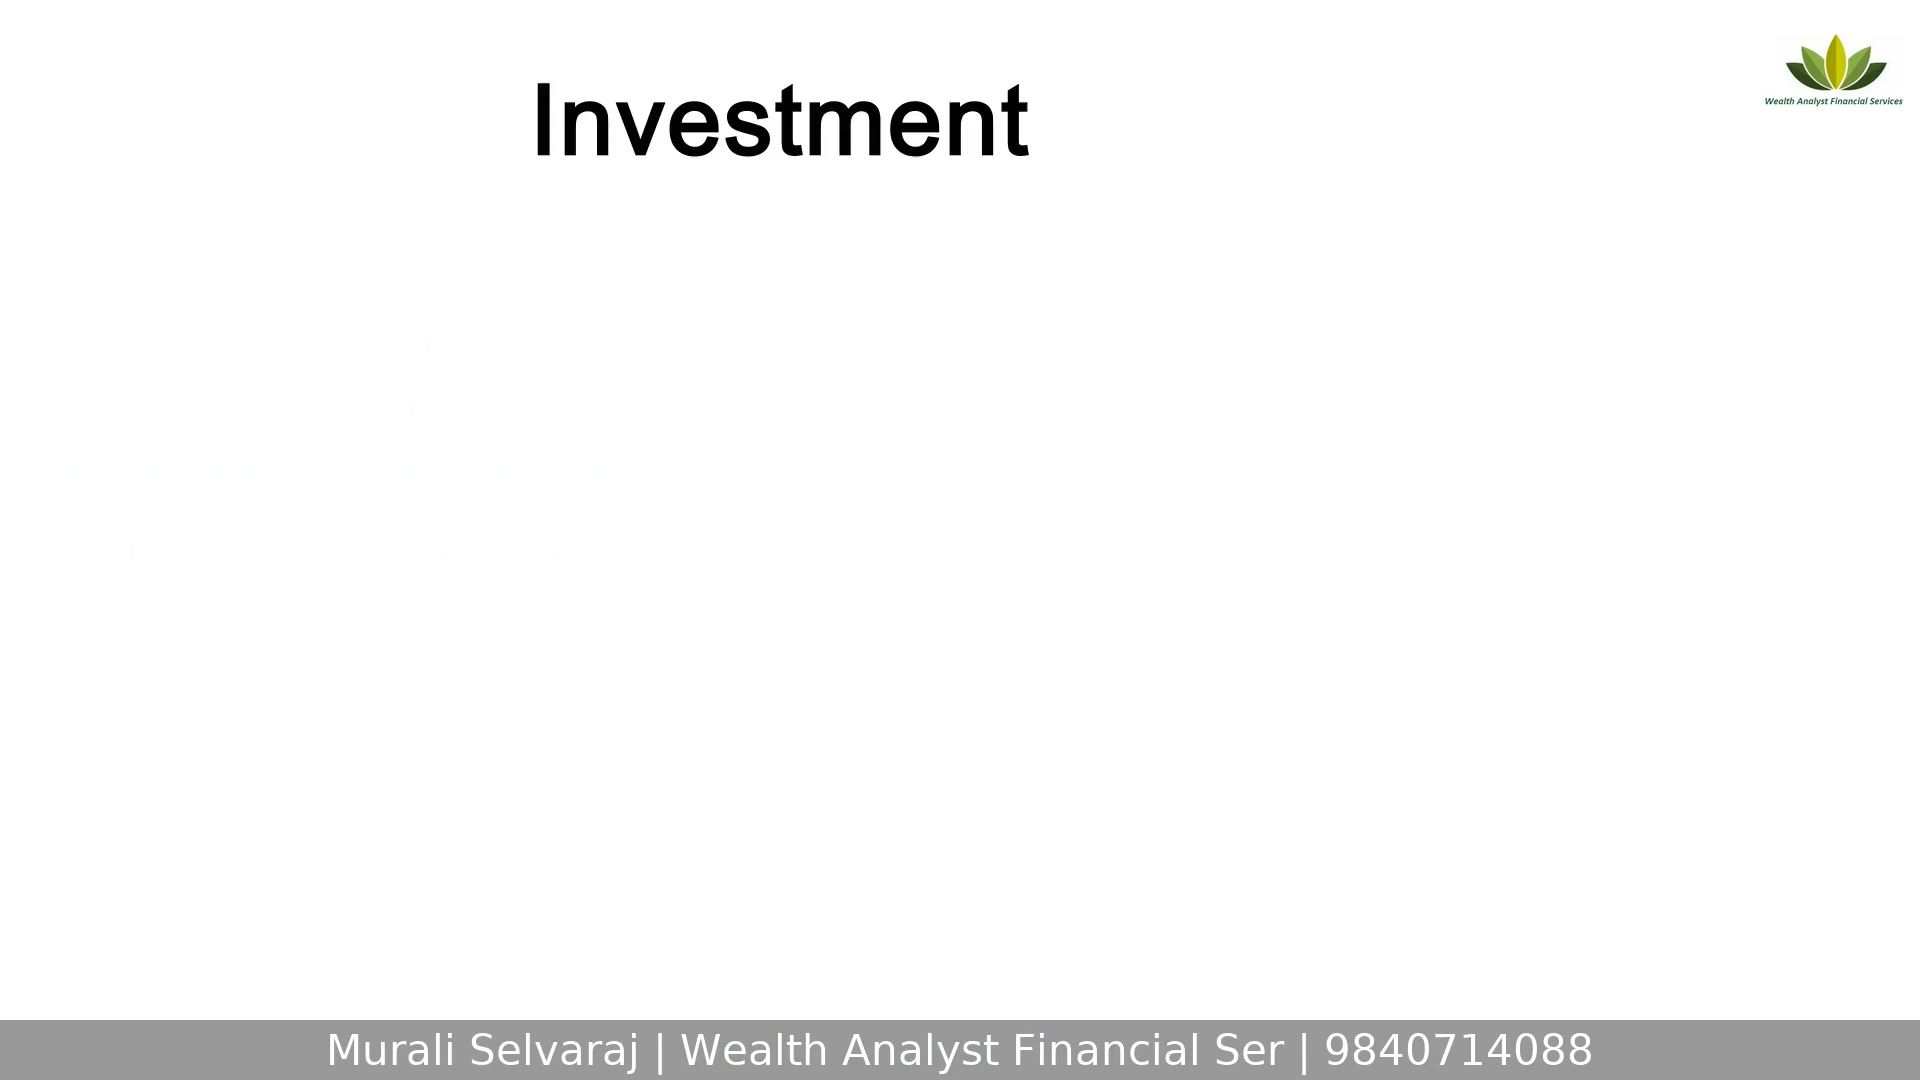 Investment
Wealth Analyst Financial Services
Murali Selvaraj | Wealth Analyst Financial Ser | 9840714088